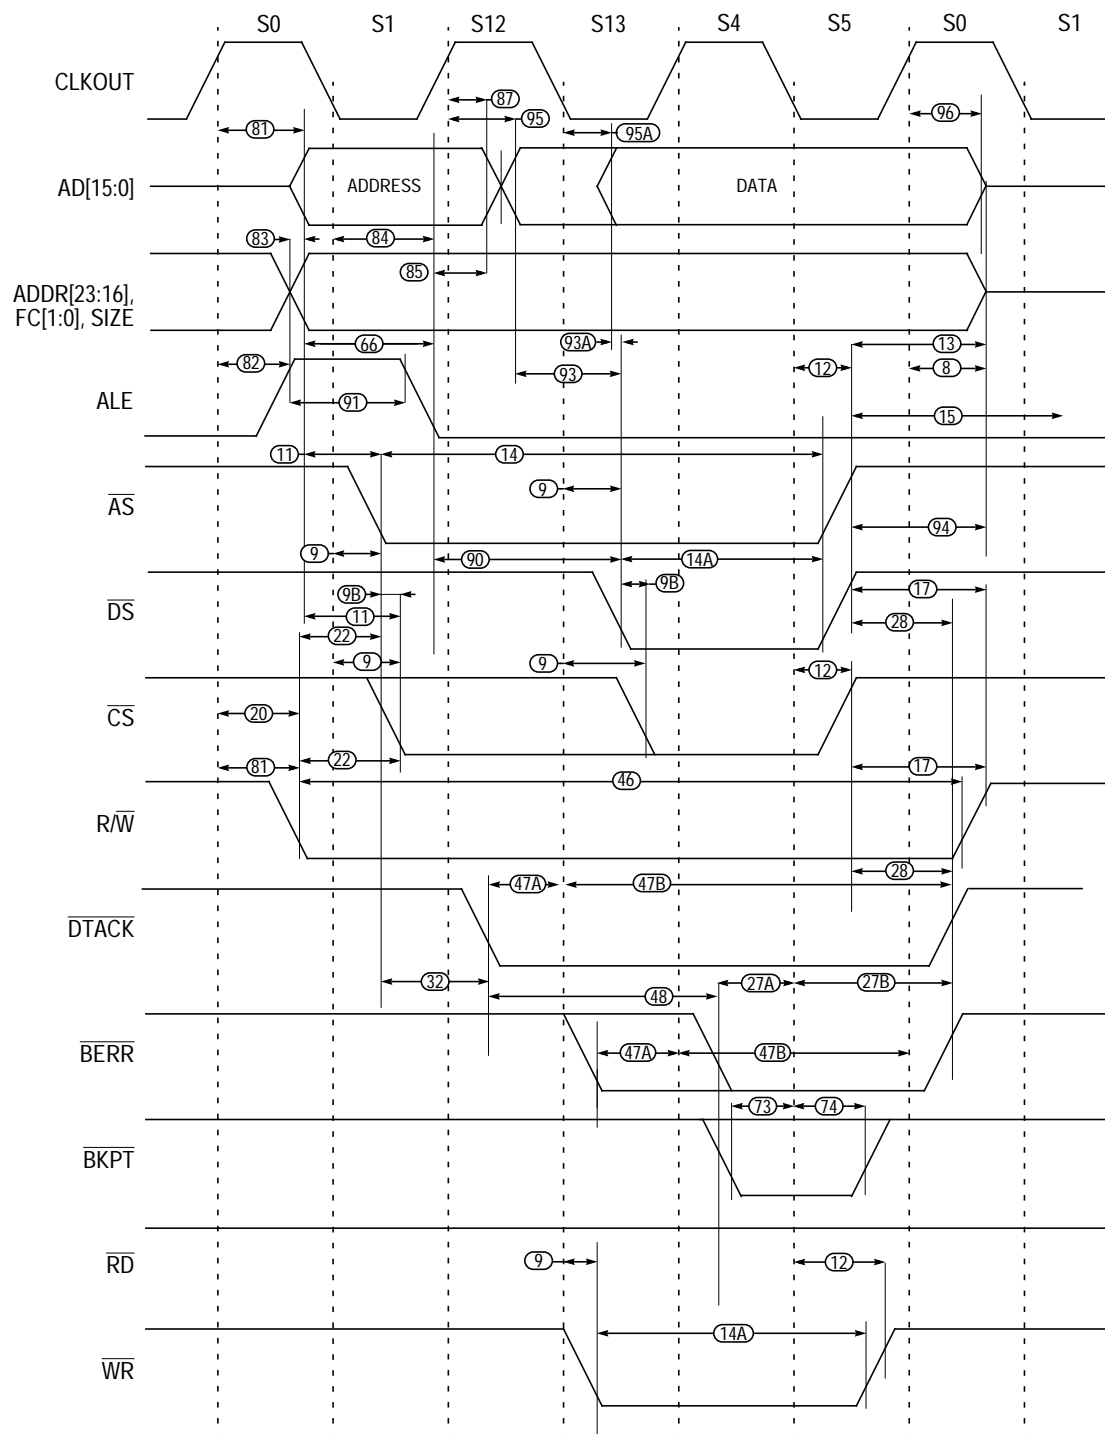 S0 S1 S12 S13 S4 S5 S0 S1
CLKOUT
87
95
96
81
95A
AD[15:0]
ADDRESS
DATA
83
84
85
ADDR[23:16],
FC[1:0], SIZE
66
93A
13
82
93
12
8
ALE
91
15
11
14
9
AS
94
9
90
14A
9B
DS
9B
17
11
28
22
9
9
12
CS
20
22
81
17
46
R/W
28
47A
47B
DTACK
32
27A
27B
48
BERR
47A
47B
73
74
BKPT
RD
9
12
14A
WR